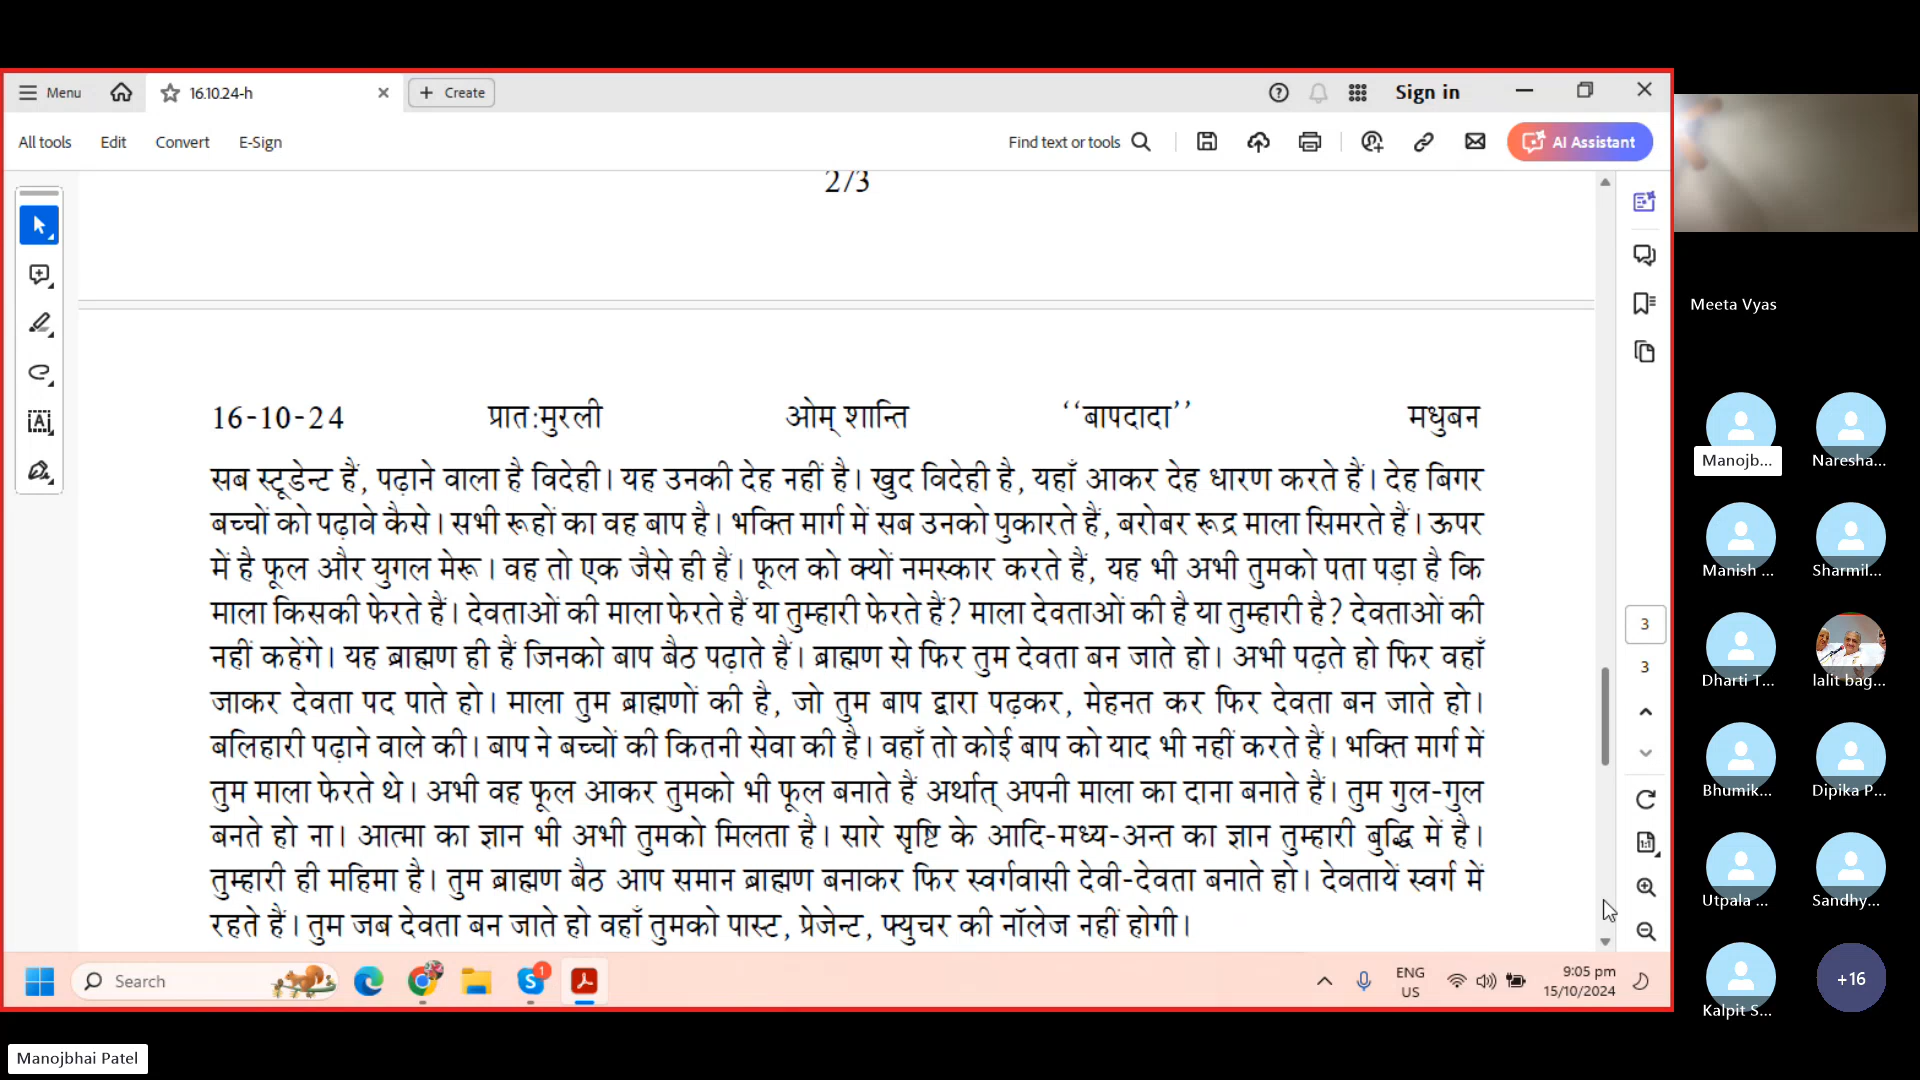 Menu
16.10.24-h
Create
Sign in
All tools
Edit
Convert
E-Sign
Find text or tools
AI Assistant
2/3
16-10-24 प्रातःमुरली ओम् शान्ति ‘‘बापदादा’’ मधुबन
सब स्टूडेन्ट हैं, पढ़ाने वाला है विदेही। यह उनकी देह नहीं है। खुद विदेही है, यहाँ आकर देह धारण करते हैं। देह बिगर
बच्चों को पढ़ावे कैसे। सभी रूहों का वह बाप है। भक्ति मार्ग में सब उनको पुकारते हैं, बरोबर रूद्र माला सिमरते हैं। ऊपर
में है फूल और युगल मेरू। वह तो एक जैसे ही हैं। फूल को क्यों नमस्कार करते हैं, यह भी अभी तुमको पता पड़ा है कि
माला किसकी फेरते हैं। देवताओं की माला फेरते हैं या तुम्हारी फेरते हैं? माला देवताओं की है या तुम्हारी है? देवताओं की
नहीं कहेंगे। यह ब्राह्मण ही हैं जिनको बाप बैठ पढ़ाते हैं। ब्राह्मण से फिर तुम देवता बन जाते हो। अभी पढ़ते हो फिर वहाँ
जाकर देवता पद पाते हो। माला तुम ब्राह्मणों की है, जो तुम बाप द्वारा पढ़कर, मेहनत कर फिर देवता बन जाते हो।
बलिहारी पढ़ाने वाले की। बाप ने बच्चों की कितनी सेवा की है। वहाँ तो कोई बाप को याद भी नहीं करते हैं। भक्ति मार्ग में
तुम माला फेरते थे। अभी वह फूल आकर तुमको भी फूल बनाते हैं अर्थात् अपनी माला का दाना बनाते हैं। तुम गुल-गुल
बनते हो ना। आत्मा का ज्ञान भी अभी तुमको मिलता है। सारे सृष्टि के आदि-मध्य-अन्त का ज्ञान तुम्हारी बुद्धि में है।
तुम्हारी ही महिमा है। तुम ब्राह्मण बैठ आप समान ब्राह्मण बनाकर फिर स्वर्गवासी देवी-देवता बनाते हो। देवतायें स्वर्ग में
रहते हैं। तुम जब देवता बन जाते हो वहाँ तुमको पास्ट, प्रेजेन्ट, फ्युचर की नॉलेज नहीं होगी।
3
3
Search
1
ENG
US
9:05 pm
15/10/2024
Meeta Vyas
Manojb...
Naresha...
Manish ...
Sharmil...
Dharti T...
lalit bag...
Bhumik...
Dipika P...
Utpala ...
Sandhy...
Kalpit S...
+16
Manojbhai Patel